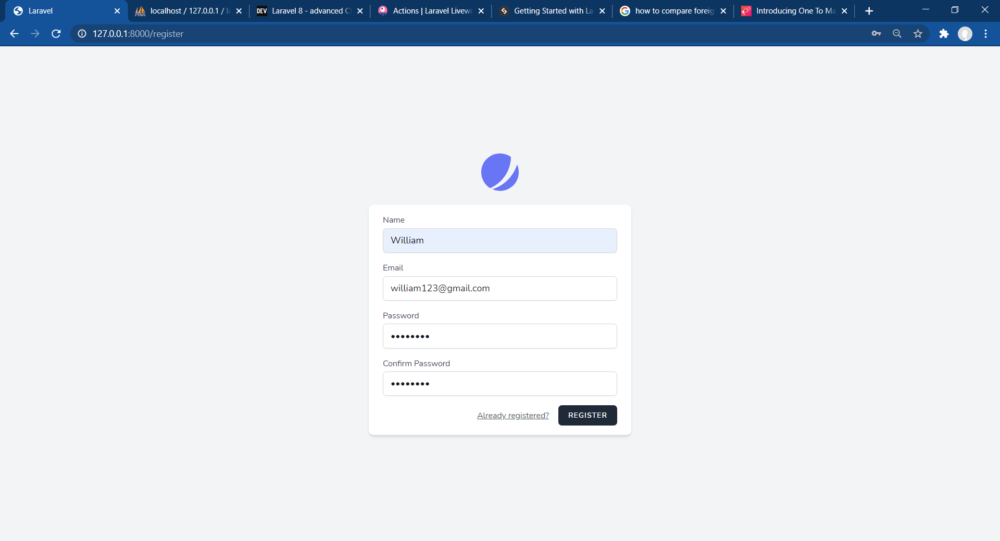 Laravel
localhost / 127.0.0.1 / la
Laravel 8 - advanced C
Actions | Laravel Livewi
Getting Started with La
how to compare foreig
Introducing One To Ma
127.0.0.1:8000/register
Name
William
Email
william123@gmail.com
Password
••••••••
Confirm Password
••••••••
Already registered?
REGISTER